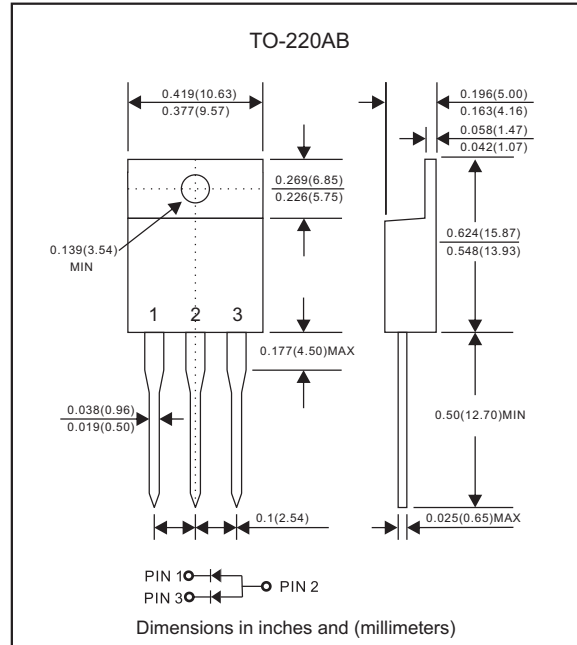 TO-220AB
0.419(10.63)
0.377(9.57)
0.196(5.00)
0.163(4.16)
0.058(1.47)
0.042(1.07)
0.269(6.85)
0.226(5.75)
0.624(15.87)
0.548(13.93)
0.139(3.54)
MIN
1 2 3
0.177(4.50)MAX
0.038(0.96)
0.019(0.50)
0.50(12.70)MIN
0.1(2.54)
0.025(0.65)MAX
PIN 1
PIN 2
PIN 3
Dimensions in inches and (millimeters)